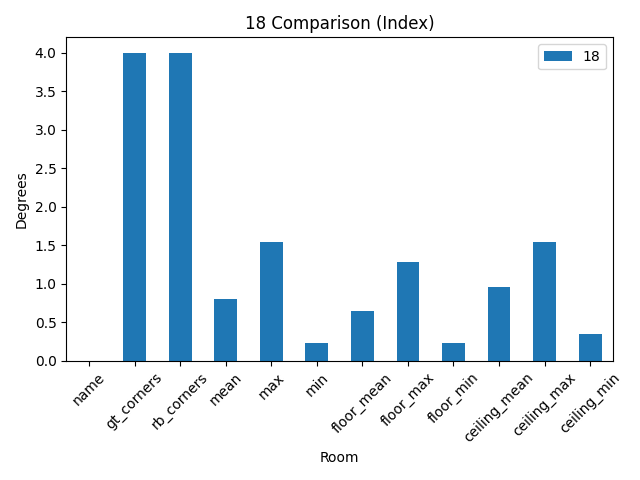 18 Comparison (Index)
18
Degrees
4.0
3.5
3.0
2.5
2.0
1.5
1.0
0.5
0.0
name
gt_corners
rb_corners
mean
max
min
floor_mean
floor_max
floor_min
ceiling_mean
ceiling_max
ceiling_min
Room